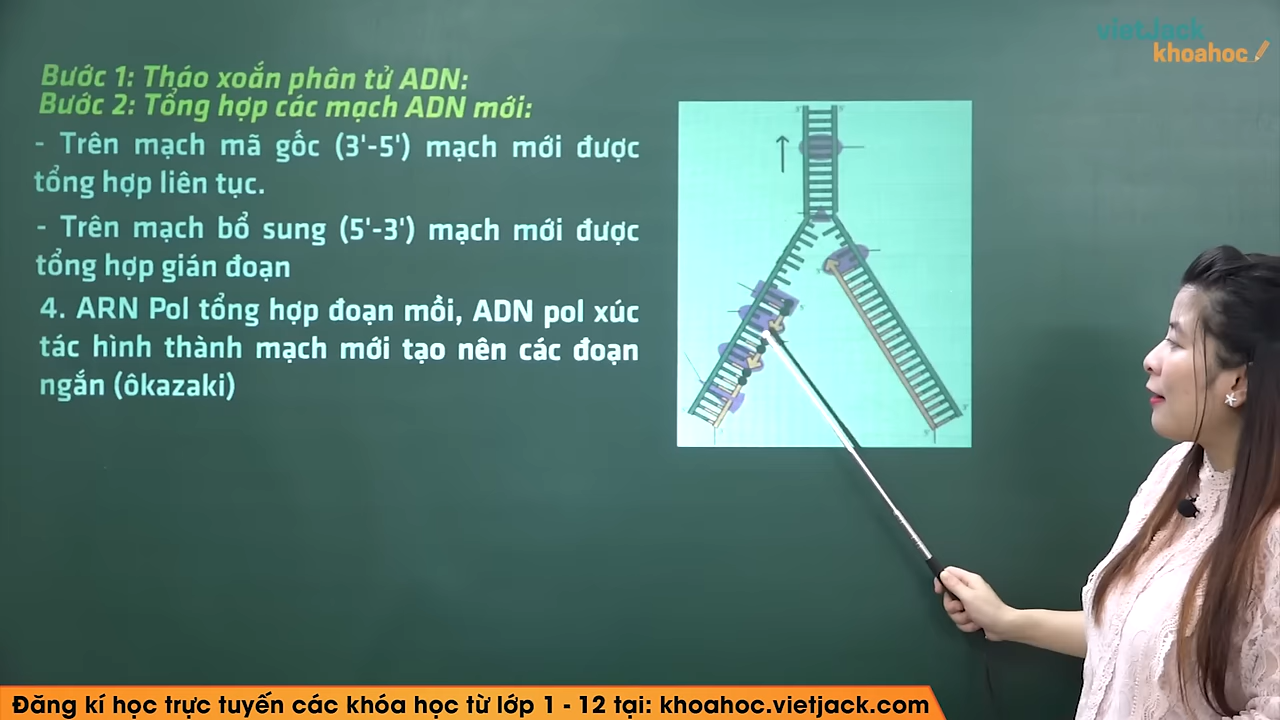 vietJack
khoahoc
Bước 1: Tháo xoắn phân tử ADN:
Bước 2: Tổng hợp các mạch ADN mới:
- Trên mạch mã gốc (3'-5') mạch mới được
tổng hợp liên tục.
- Trên mạch bổ sung (5'-3') mạch mới được
tổng hợp gián đoạn
4. ARN Pol tổng hợp đoạn mồi, ADN pol xúc
tác hình thành mạch mới tạo nên các đoạn
ngắn (ôkazaki)
Đăng kí học trực tuyến các khóa học từ lớp 1 - 12 tại: khoahoc.vietjack.com